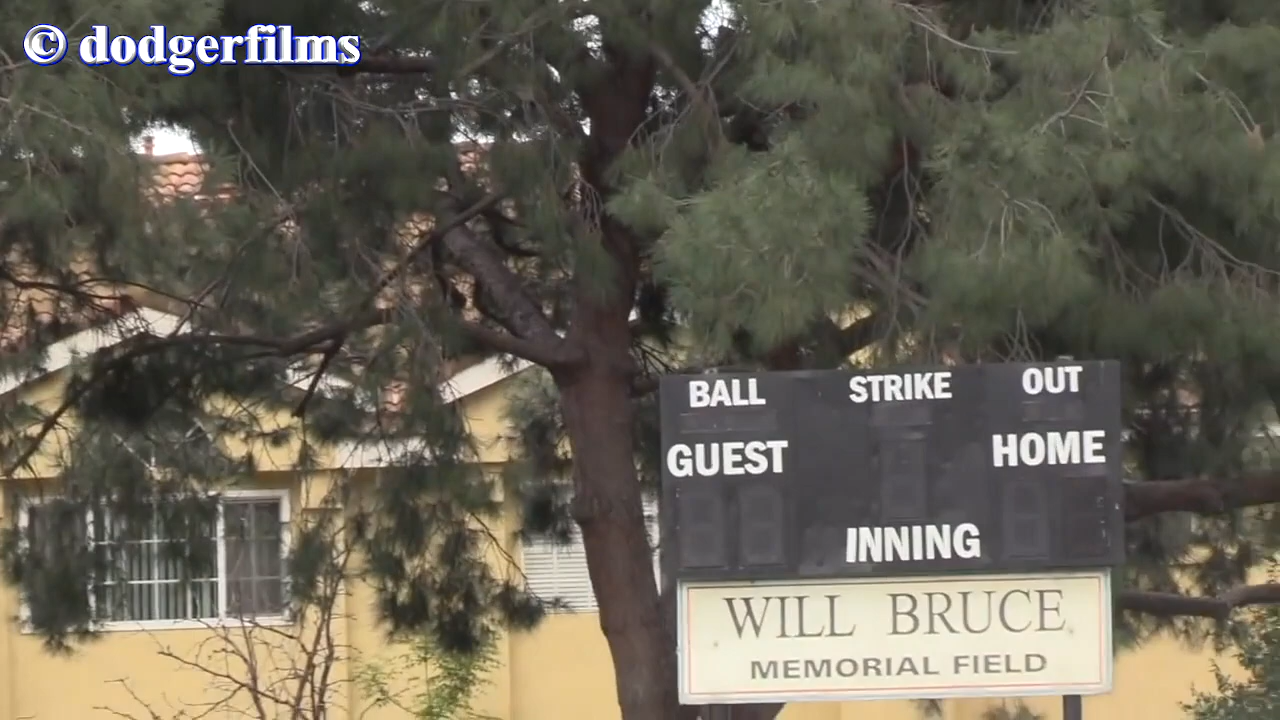 © dodgerfilms
BALL STRIKE OUT
GUEST HOME
INNING
WILL BRUCE
MEMORIAL FIELD